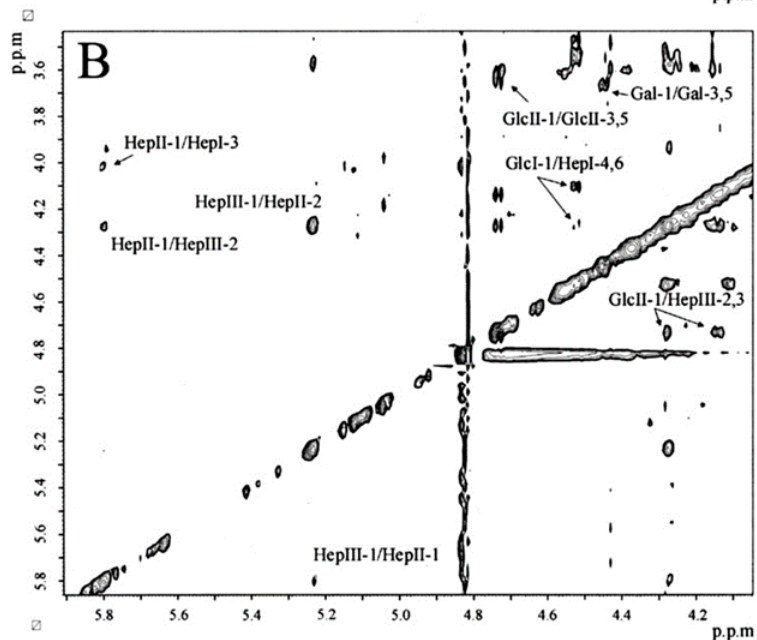 p.p.m
p.p.m
B
3.6
3.8
4.0
4.2
4.4
4.6
4.8
5.0
5.2
5.4
5.6
5.8
Gal-1/Gal-3,5
GlcII-1/GlcII-3,5
HepII-1/HepI-3
GlcI-1/HepI-4,6
HepIII-1/HepII-2
HepII-1/HepIII-2
GlcII-1/HepIII-2,3
HepIII-1/HepII-1
5.8 5.6 5.4 5.2 5.0 4.8 4.6 4.4 4.2
p.p.m